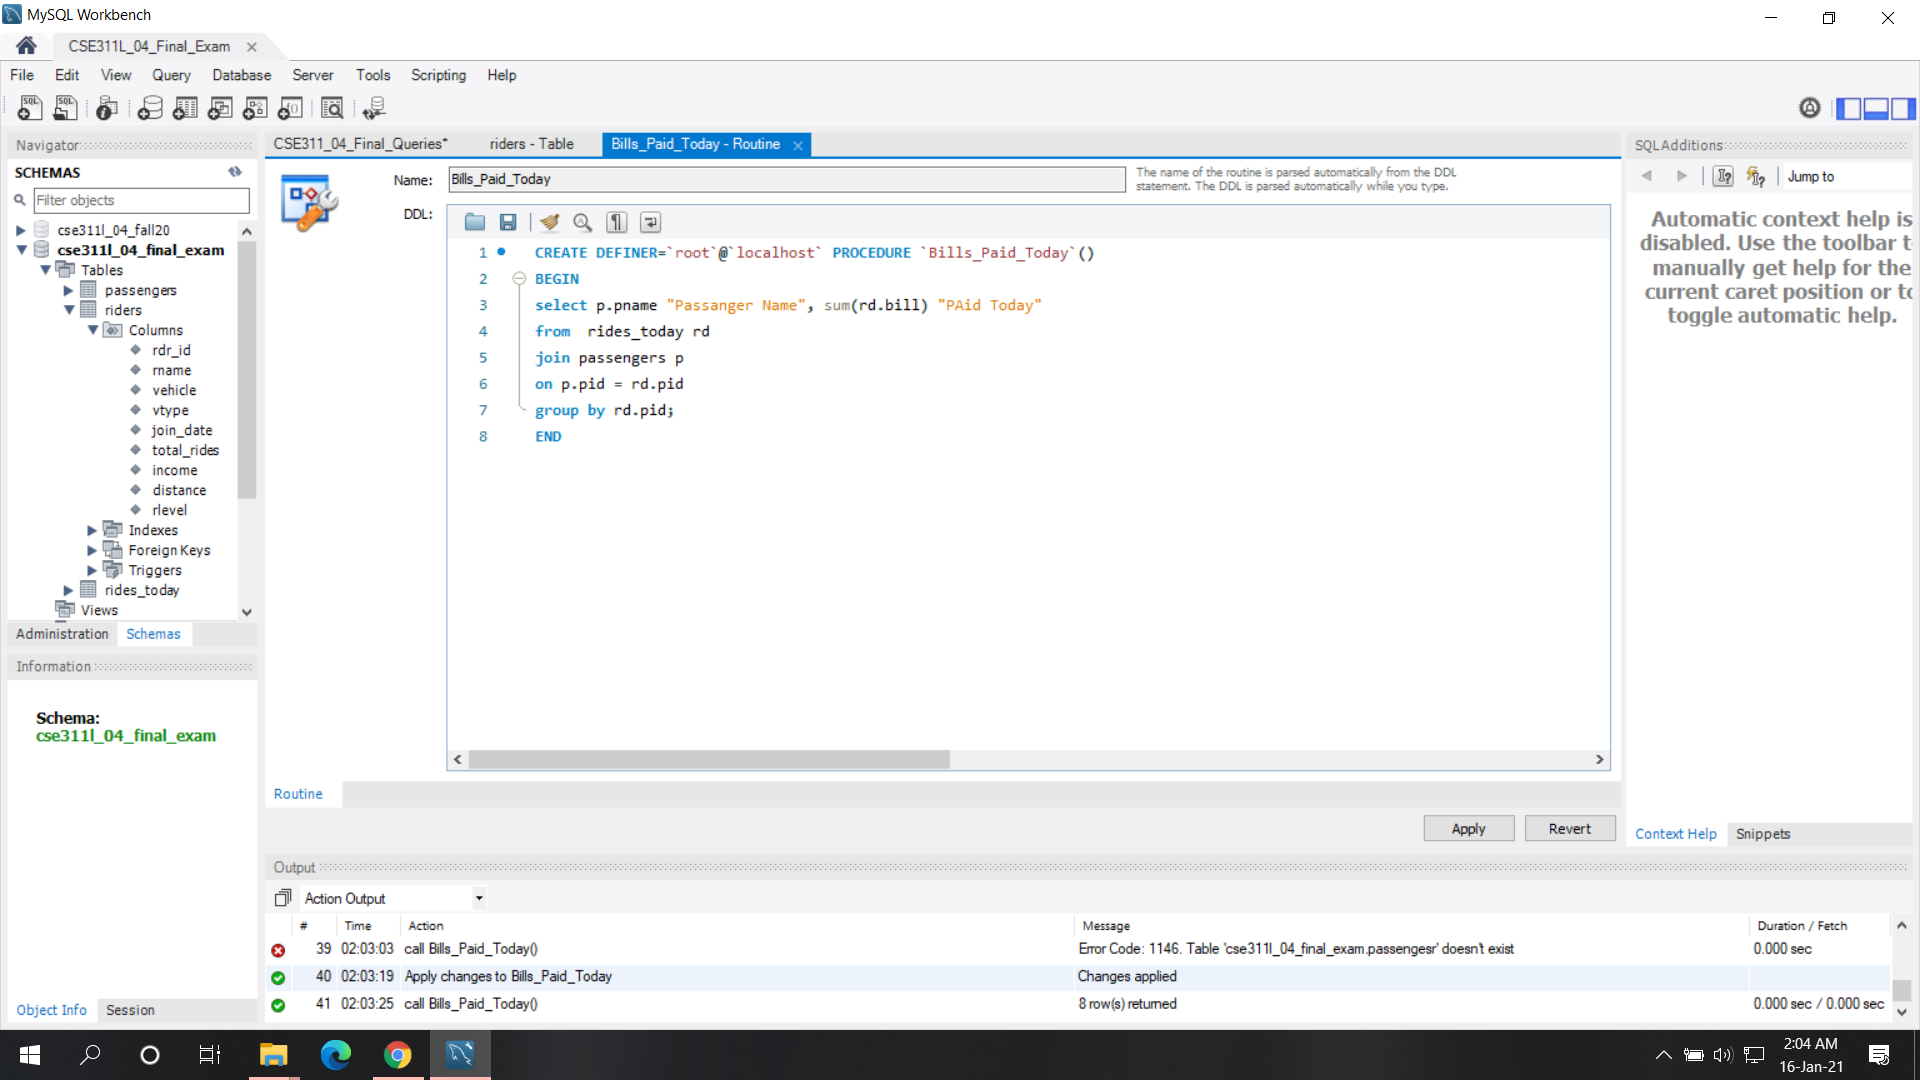 MySQL Workbench
CSE311L_04_Final_Exam
File Edit View Query Database Server Tools Scripting Help
Navigator
SCHEMAS
Filter objects
cse311l_04_fall20
cse311l_04_final_exam
Tables
passengers
riders
Columns
rdr_id
rname
vehicle
vtype
join_date
total_rides
income
distance
rlevel
Indexes
Foreign Keys
Triggers
rides_today
Views
Administration Schemas
Information
Schema:
cse311l_04_final_exam
Object Info Session
CSE311_04_Final_Queries* riders - Table Bills_Paid_Today - Routine
Name: Bills_Paid_Today
The name of the routine is parsed automatically from the DDL
statement. The DDL is parsed automatically while you type.
DDL:
1 CREATE DEFINER=`root`@`localhost` PROCEDURE `Bills_Paid_Today`()
2 BEGIN
3 select p.pname "Passanger Name", sum(rd.bill) "PAid Today"
4 from rides_today rd
5 join passengers p
6 on p.pid = rd.pid
7 group by rd.pid;
8 END
Routine
Apply Revert
SQLAdditions
Jump to
Automatic context help is
disabled. Use the toolbar t
manually get help for the
current caret position or to
toggle automatic help.
Context Help Snippets
Output
Action Output
# Time Action Message Duration / Fetch
39 02:03:03 call Bills_Paid_Today() Error Code: 1146. Table 'cse311l_04_final_exam.passengesr' doesn't exist 0.000 sec
40 02:03:19 Apply changes to Bills_Paid_Today Changes applied
41 02:03:25 call Bills_Paid_Today() 8 row(s) returned 0.000 sec / 0.000 sec
2:04 AM
16-Jan-21